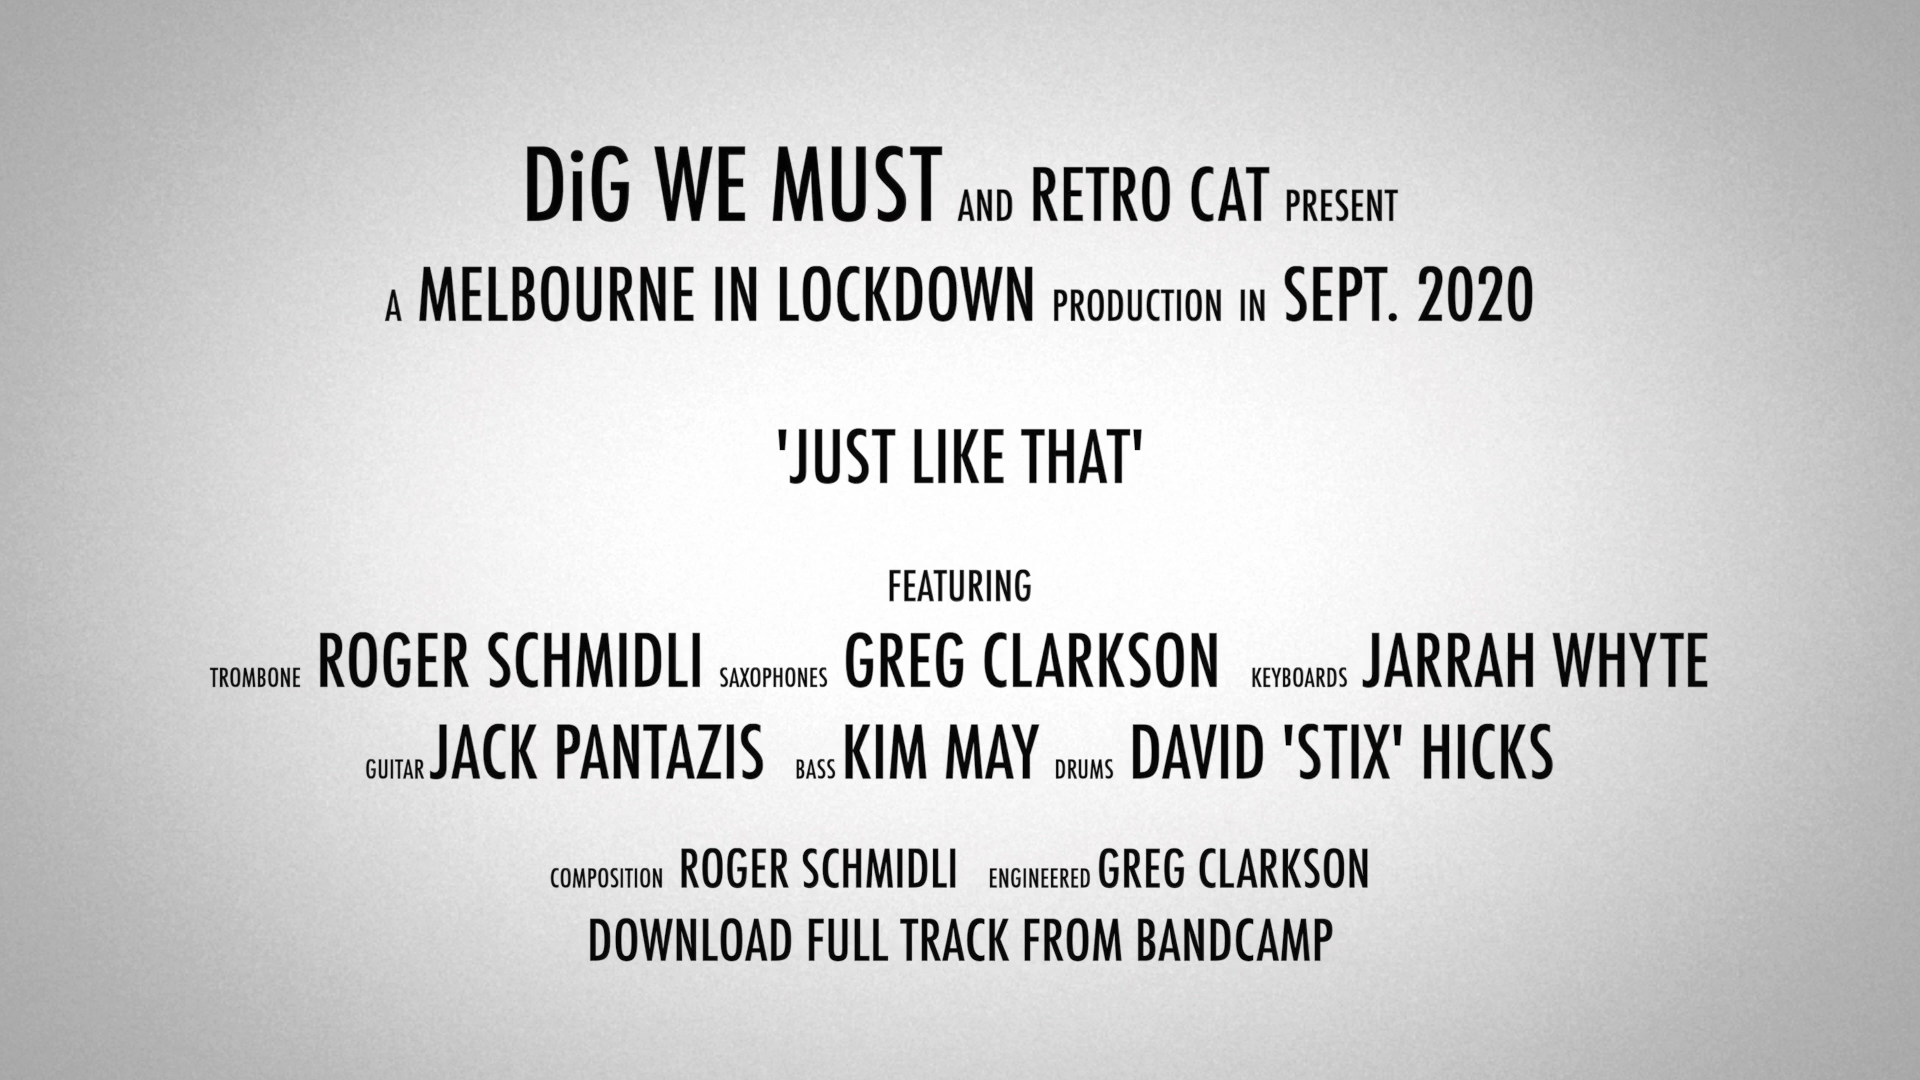 DiG WE MUST AND RETRO CAT PRESENT
A MELBOURNE IN LOCKDOWN PRODUCTION IN SEPT. 2020
'JUST LIKE THAT'
FEATURING
TROMBONE ROGER SCHMIDLI SAXOPHONES GREG CLARKSON KEYBOARDS JARRAH WHYTE
GUITAR JACK PANTAZIS BASS KIM MAY DRUMS DAVID 'STIX' HICKS
COMPOSITION ROGER SCHMIDLI ENGINEERED GREG CLARKSON
DOWNLOAD FULL TRACK FROM BANDCAMP